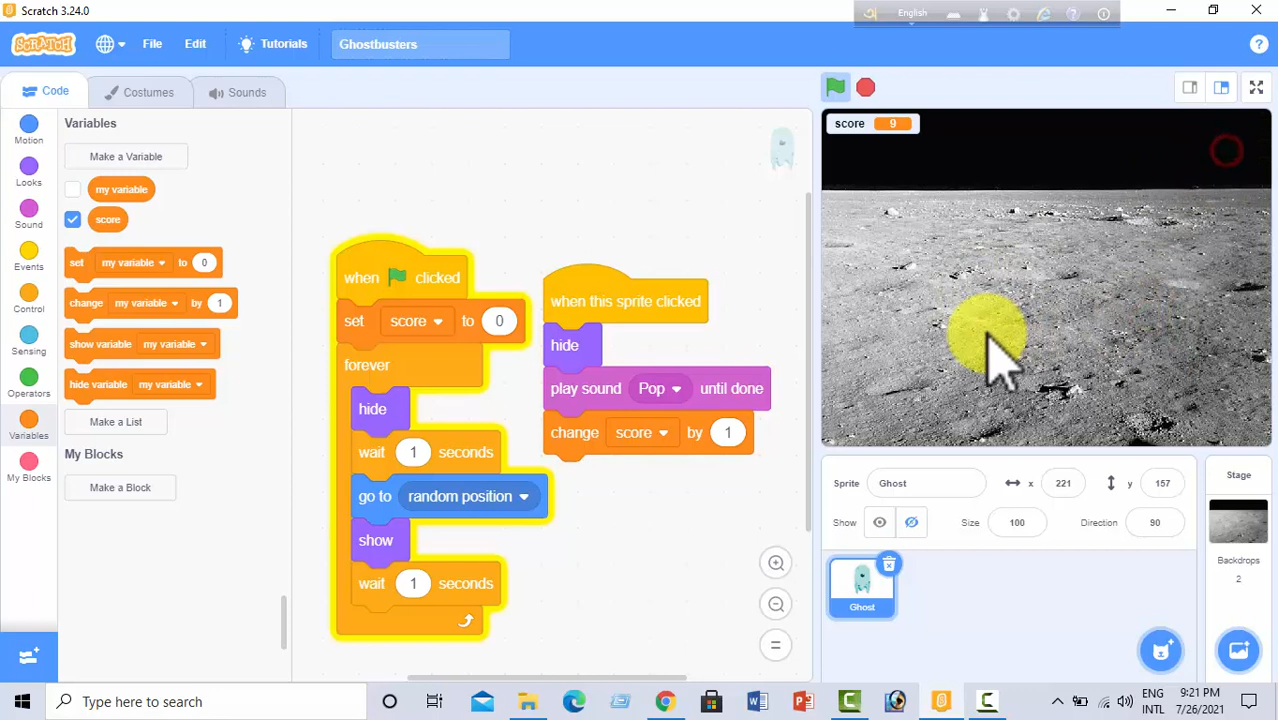 Scratch 3.24.0
English
SCRATCH
File
Edit
Tutorials
Ghostbusters
Code
Costumes
Sounds
Motion
Looks
Sound
Events
Control
Sensing
Operators
Variables
My Blocks
Variables
Make a Variable
my variable
score
set my variable to 0
change my variable by 1
show variable my variable
hide variable my variable
Make a List
My Blocks
Make a Block
when clicked
set score to 0
forever
hide
wait 1 seconds
go to random position
show
wait 1 seconds
when this sprite clicked
hide
play sound Pop until done
change score by 1
score 9
Sprite Ghost x 221 y 157
Show Size 100 Direction 90
Ghost
Stage
Backdrops
2
Type here to search
ENG
INTL
9:21 PM
7/26/2021